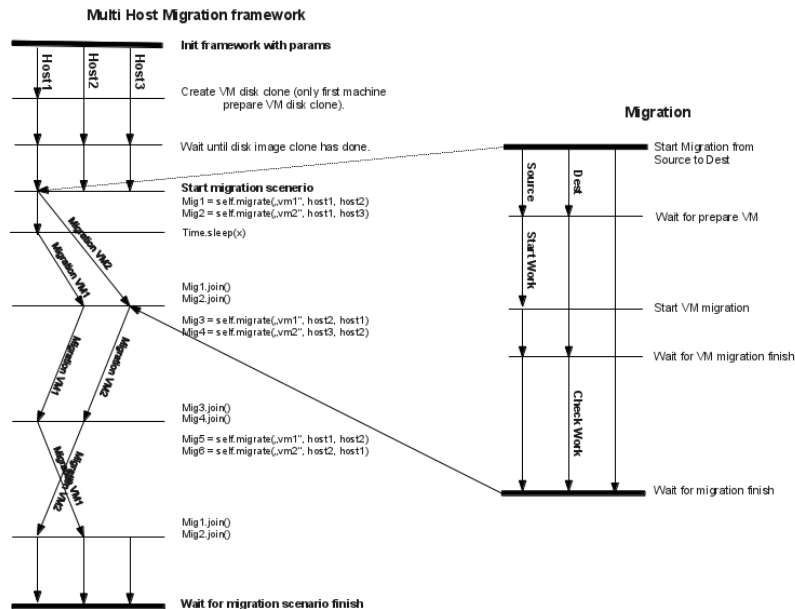 Multi Host Migration framework
Init framework with params
Host1
Host2
Host3
Create VM disk clone (only first machine
prepare VM disk clone).
Wait until disk image clone has done.
Start migration scenerio
Mig1 = self.migrate(„vm1", host1, host2)
Mig2 = self.migrate(„vm2", host1, host3)
Time.sleep(x)
Migration VM2
Migration VM1
Mig1.join()
Mig2.join()
Mig3 = self.migrate(„vm1", host2, host1)
Mig4 = self.migrate(„vm2", host3, host2)
Migration VM1
Migration VM2
Mig3.join()
Mig4.join()
Mig5 = self.migrate(„vm1", host1, host2)
Mig6 = self.migrate(„vm2", host2, host1)
Migration VM1
Migration VM2
Mig1.join()
Mig2.join()
Wait for migration scenario finish
Migration
Start Migration from
Source to Dest
Source
Dest
Wait for prepare VM
Start Work
Start VM migration
Wait for VM migration finish
Check Work
Wait for migration finish